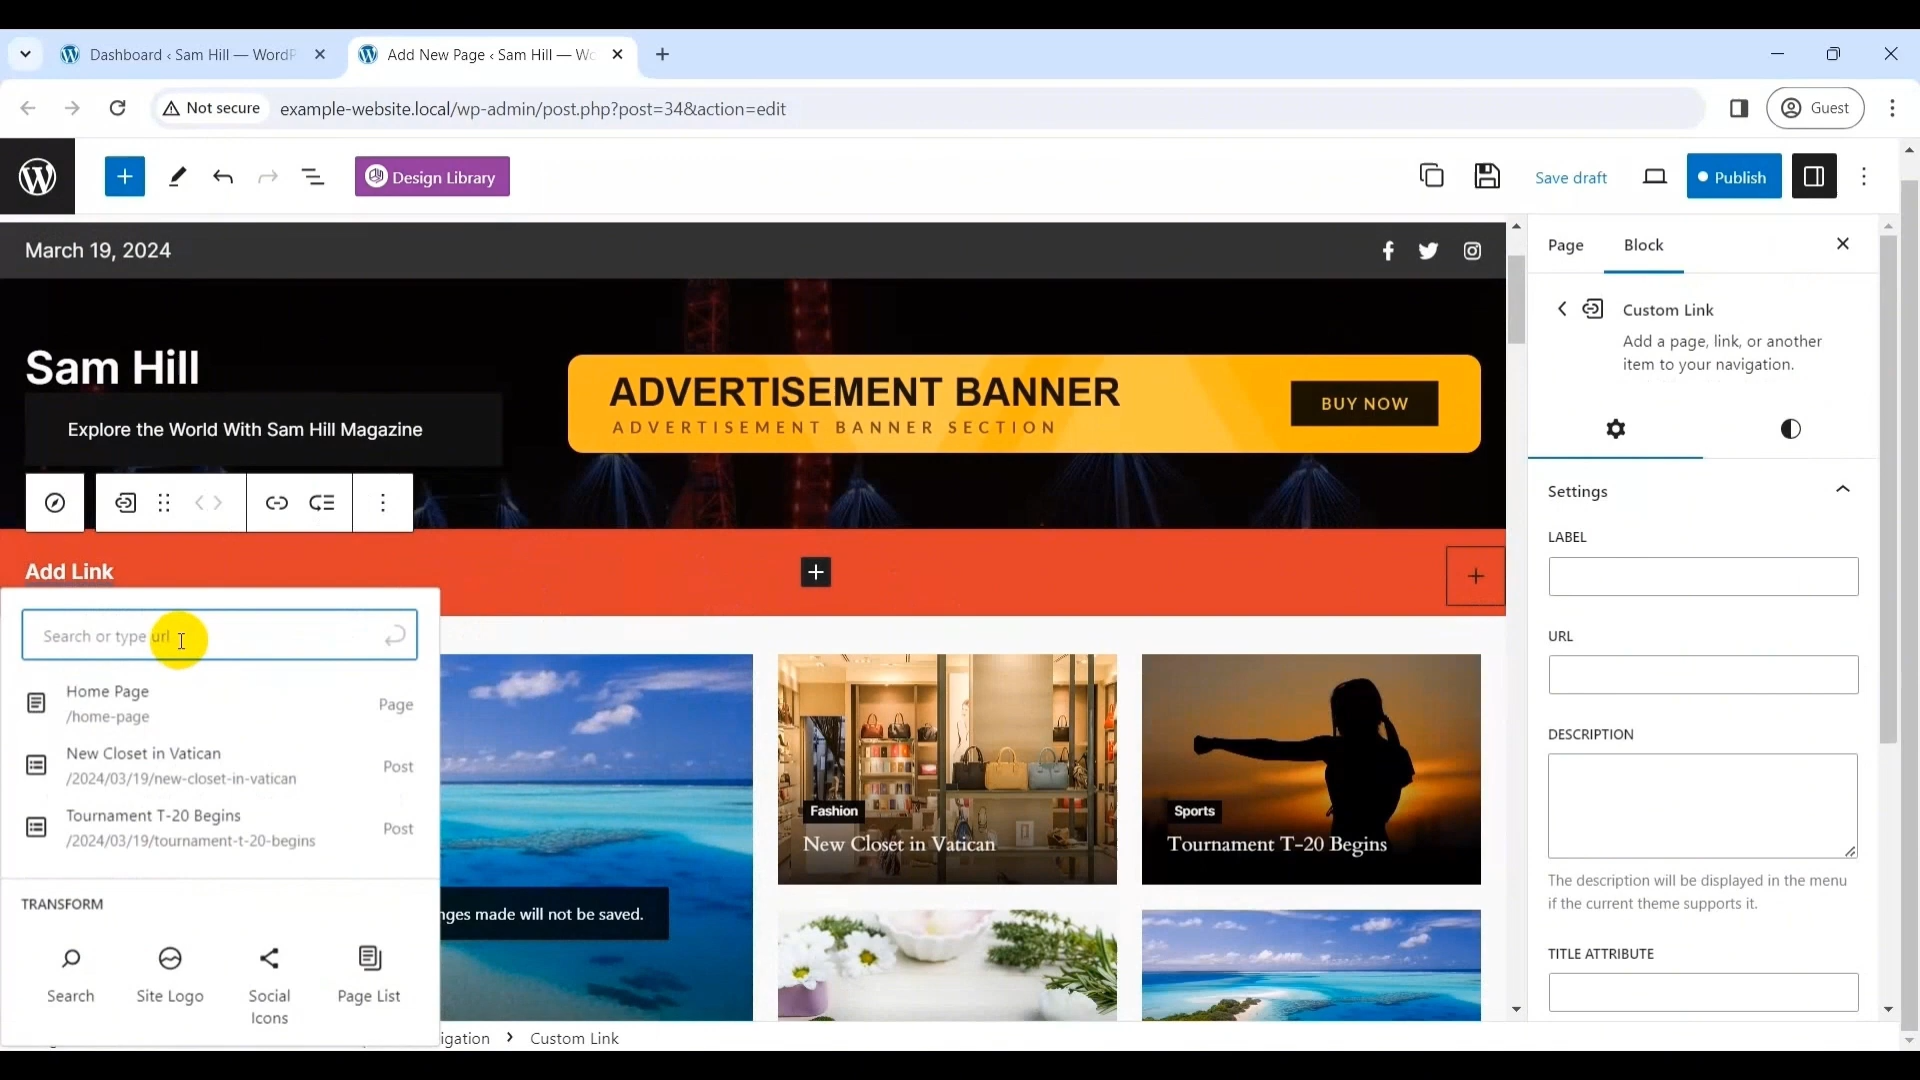 Dashboard ‹ Sam Hill — WordP
Add New Page ‹ Sam Hill — Wo
Not secure
example-website.local/wp-admin/post.php?post=34&action=edit
Guest
Design Library
Save draft
Publish
March 19, 2024
Sam Hill
Explore the World With Sam Hill Magazine
ADVERTISEMENT BANNER
ADVERTISEMENT BANNER SECTION
BUY NOW
Add Link
Search or type url
Home Page
/home-page
Page
New Closet in Vatican
/2024/03/19/new-closet-in-vatican
Post
Tournament T-20 Begins
/2024/03/19/tournament-t-20-begins
Post
TRANSFORM
Search
Site Logo
Social
Icons
Page List
Fashion
New Closet in Vatican
Sports
Tournament T-20 Begins
nges made will not be saved.
igation
Custom Link
Page
Block
Custom Link
Add a page, link, or another
item to your navigation.
Settings
LABEL
URL
DESCRIPTION
The description will be displayed in the menu
if the current theme supports it.
TITLE ATTRIBUTE